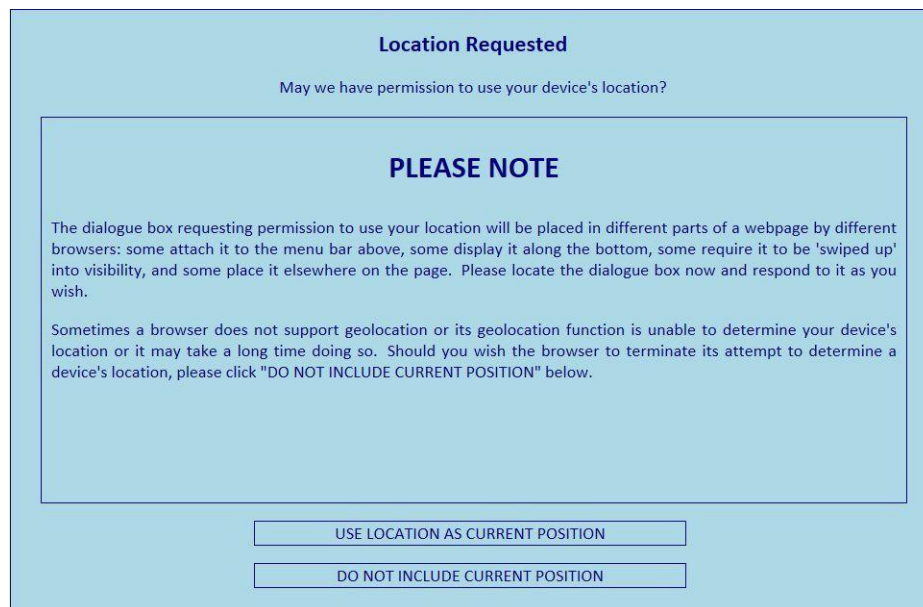 Location Requested
May we have permission to use your device's location?
PLEASE NOTE
The dialogue box requesting permission to use your location will be placed in different parts of a webpage by different
browsers: some attach it to the menu bar above, some display it along the bottom, some require it to be 'swiped up'
into visibility, and some place it elsewhere on the page. Please locate the dialogue box now and respond to it as you
wish.
Sometimes a browser does not support geolocation or its geolocation function is unable to determine your device's
location or it may take a long time doing so. Should you wish the browser to terminate its attempt to determine a
device's location, please click "DO NOT INCLUDE CURRENT POSITION" below.
USE LOCATION AS CURRENT POSITION
DO NOT INCLUDE CURRENT POSITION